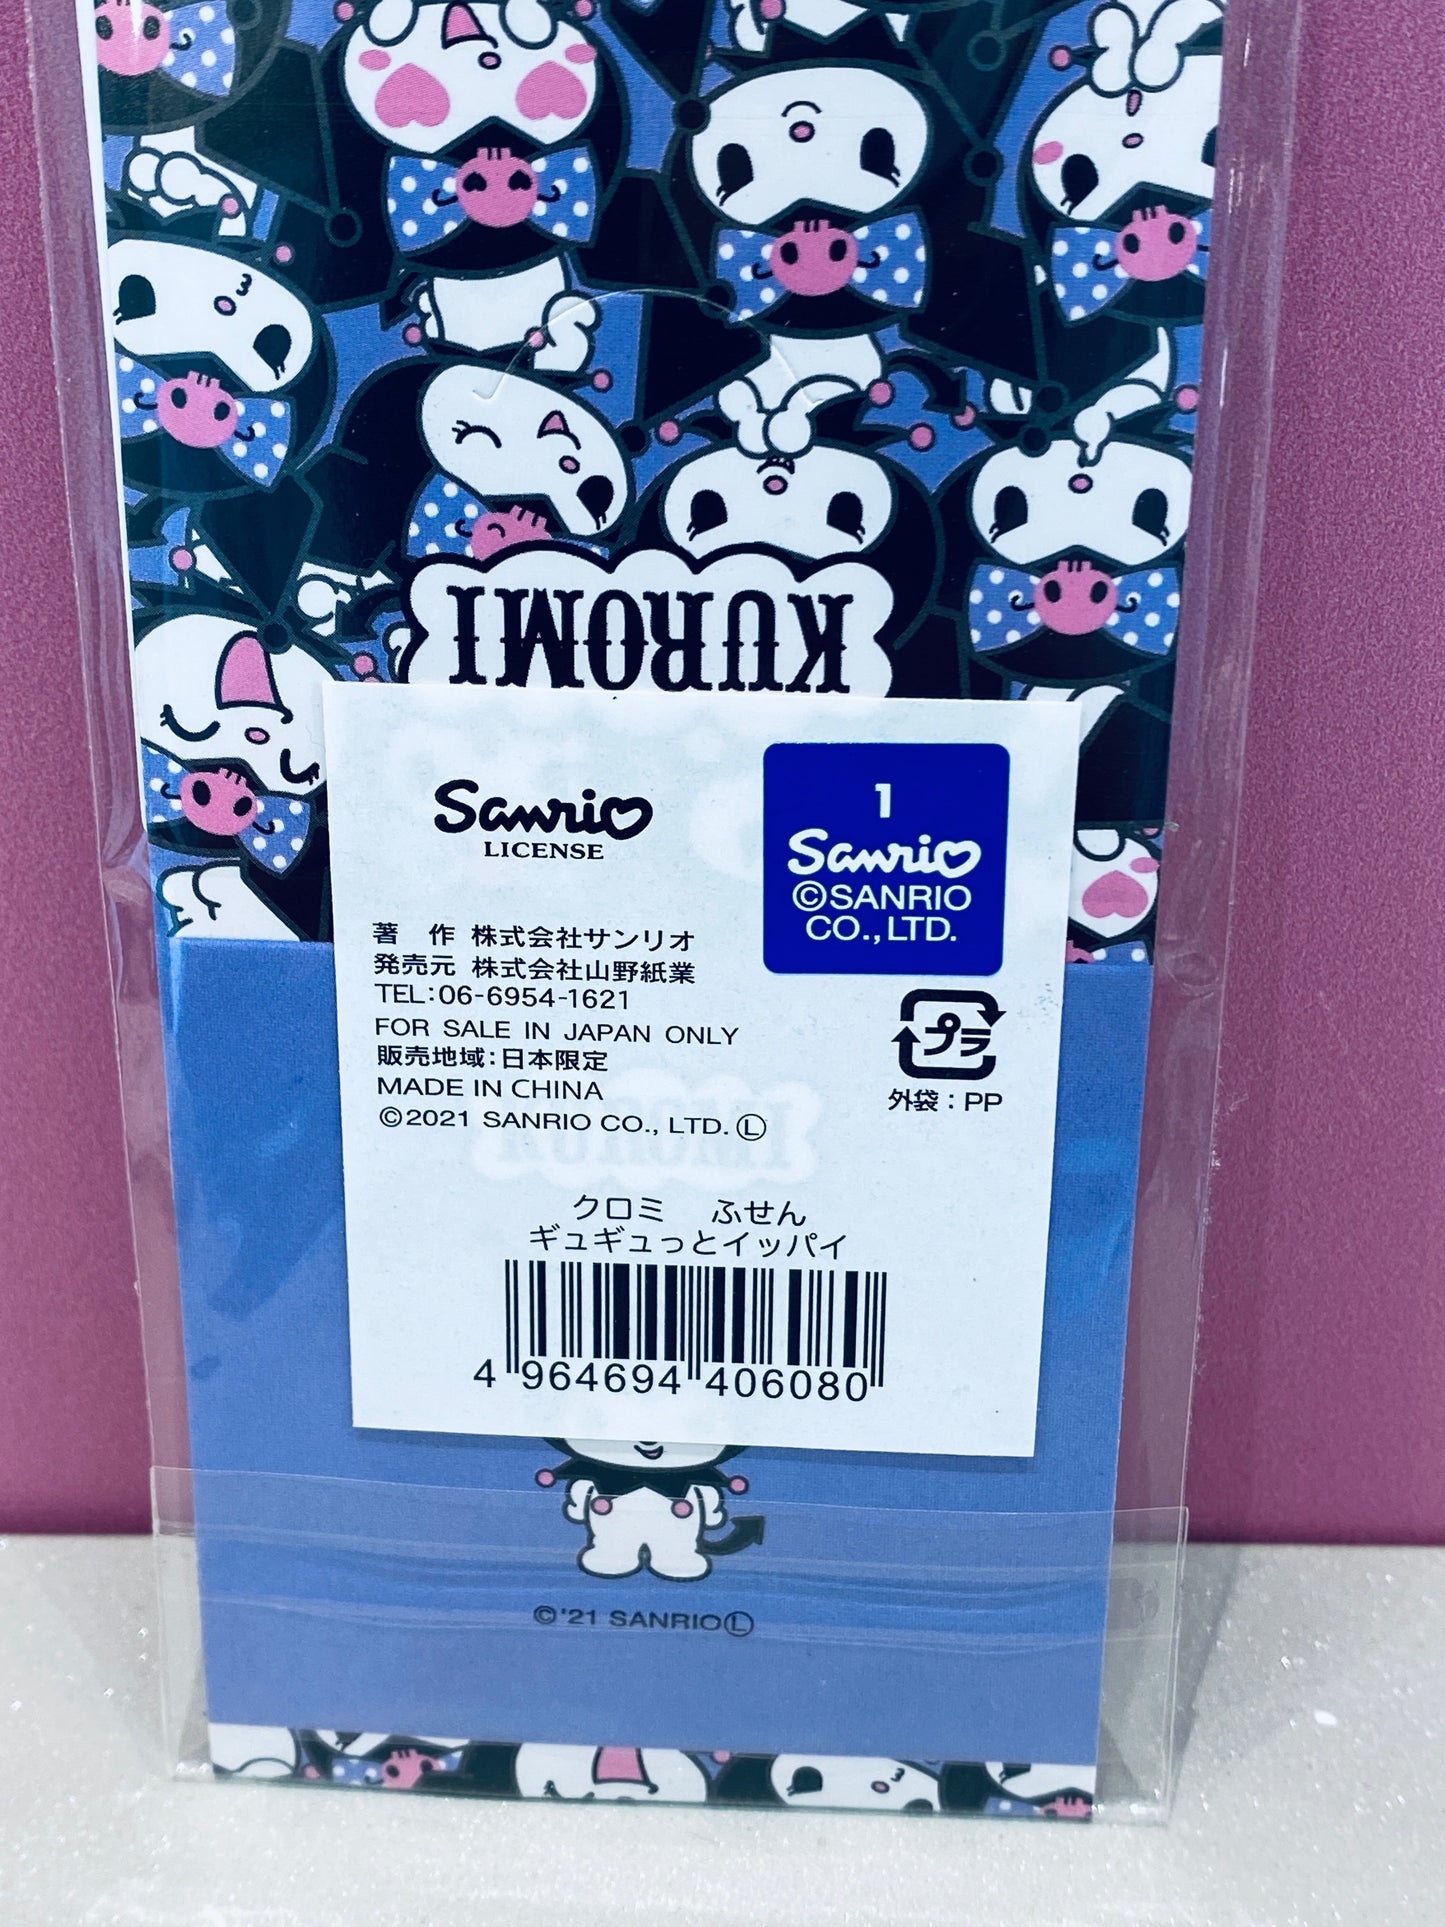 KUROMI
Sanrio
LICENSE
1
Sanrio
©SANRIO
CO.,LTD.
著　作 株式会社サンリオ
発売元 株式会社山野紙業
TEL:06-6954-1621
FOR SALE IN JAPAN ONLY
販売地域:日本限定
MADE IN CHINA
©2021 SANRIO CO., LTD. Ⓛ
プラ
外袋 : PP
クロミ　ふせん
ギュギュっとイッパイ
4 964694 406080
©'21 SANRIO Ⓛ